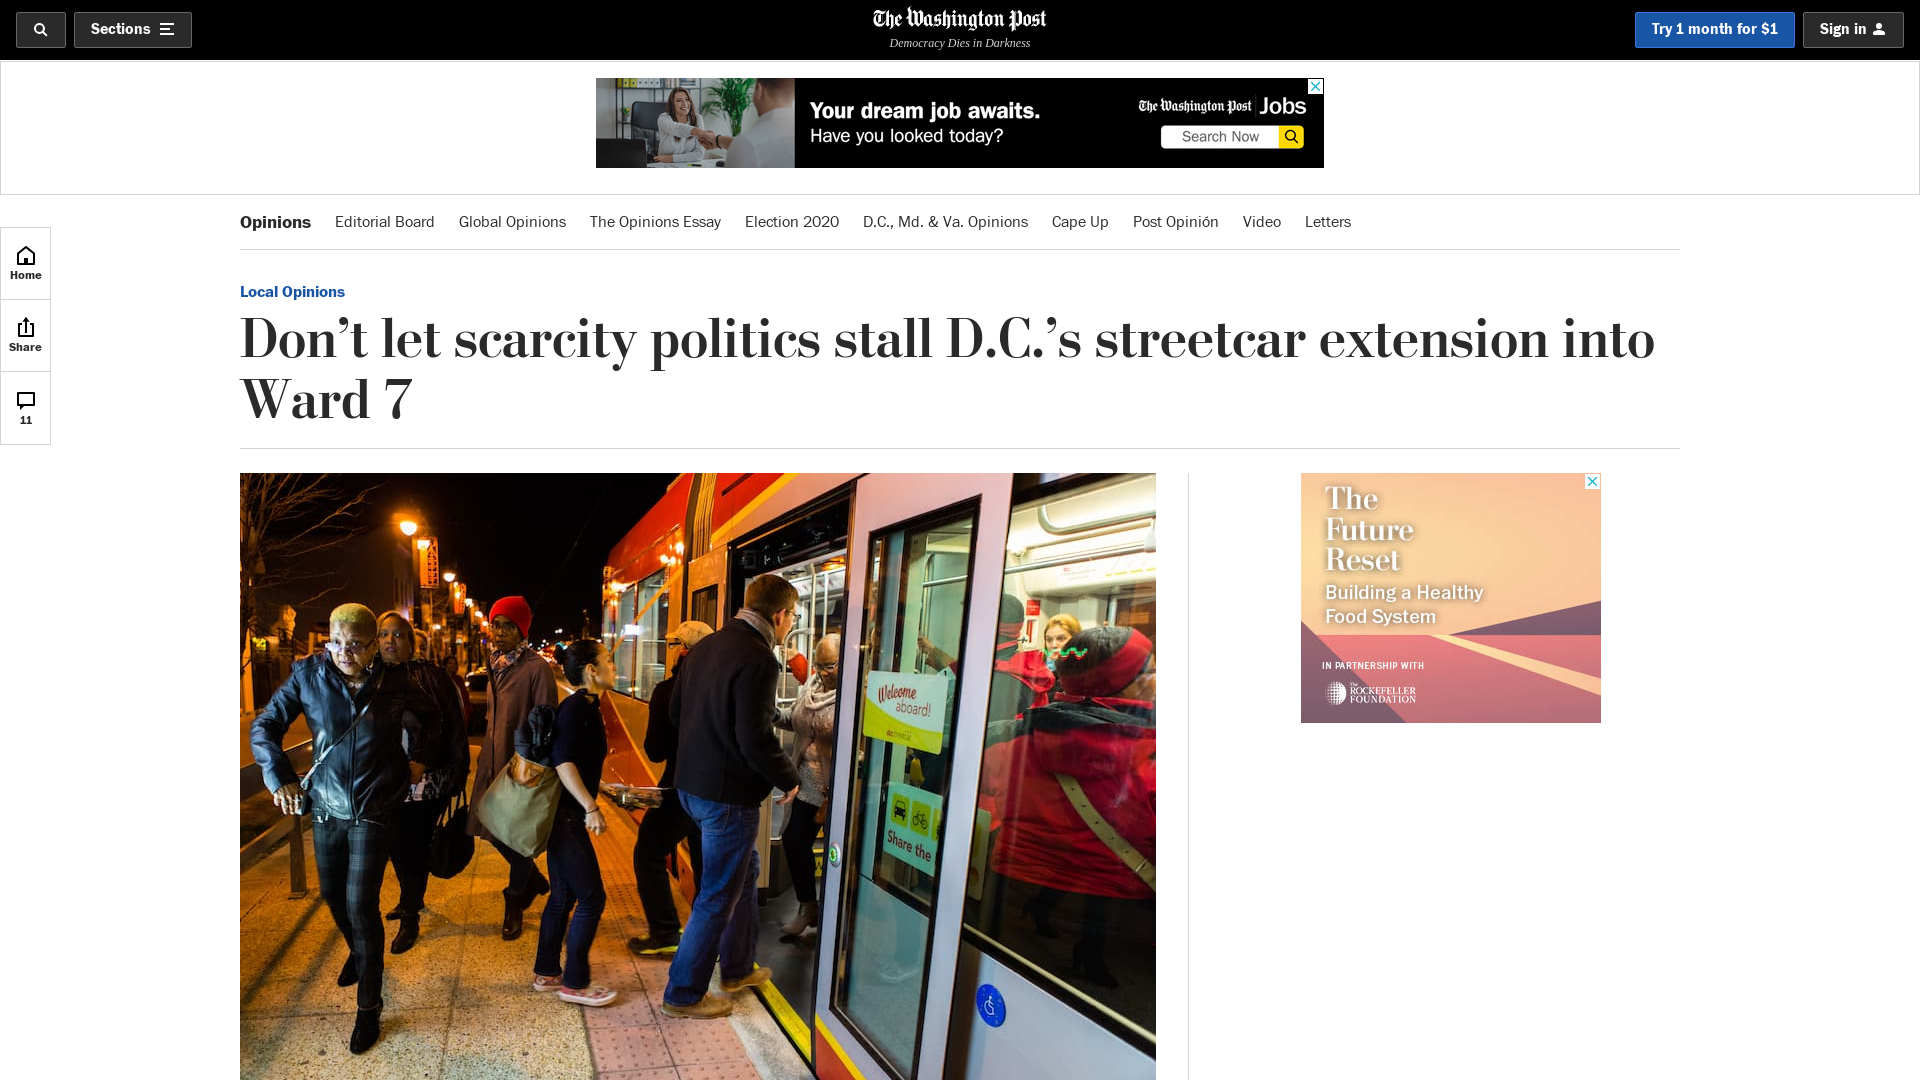 Sections
The Washington Post
Democracy Dies in Darkness
Try 1 month for $1
Sign in
Your dream job awaits.
Have you looked today?
The Washington Post Jobs
Search Now
Opinions Editorial Board Global Opinions The Opinions Essay Election 2020 D.C., Md. & Va. Opinions Cape Up Post Opinión Video Letters
Home
Share
11
Local Opinions
Don’t let scarcity politics stall D.C.’s streetcar extension into
Ward 7
Welcome
aboard!
Share the
The
Future
Reset
Building a Healthy
Food System
IN PARTNERSHIP WITH
The
ROCKEFELLER
FOUNDATION